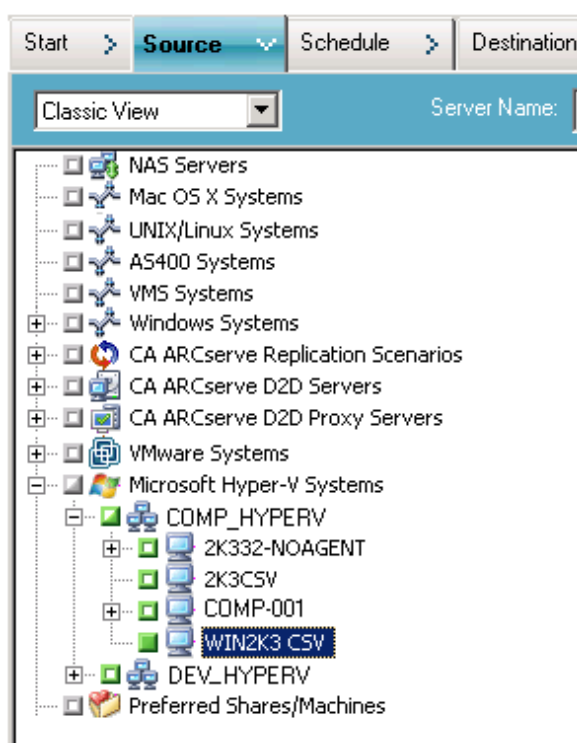 Start Source Schedule Destination
Classic View Server Name:
NAS Servers
Mac OS X Systems
UNIX/Linux Systems
AS400 Systems
VMS Systems
Windows Systems
CA ARCserve Replication Scenarios
CA ARCserve D2D Servers
CA ARCserve D2D Proxy Servers
VMware Systems
Microsoft Hyper-V Systems
COMP_HYPERV
2K332-NOAGENT
2K3CSV
COMP-001
WIN2K3 CSV
DEV_HYPERV
Preferred Shares/Machines